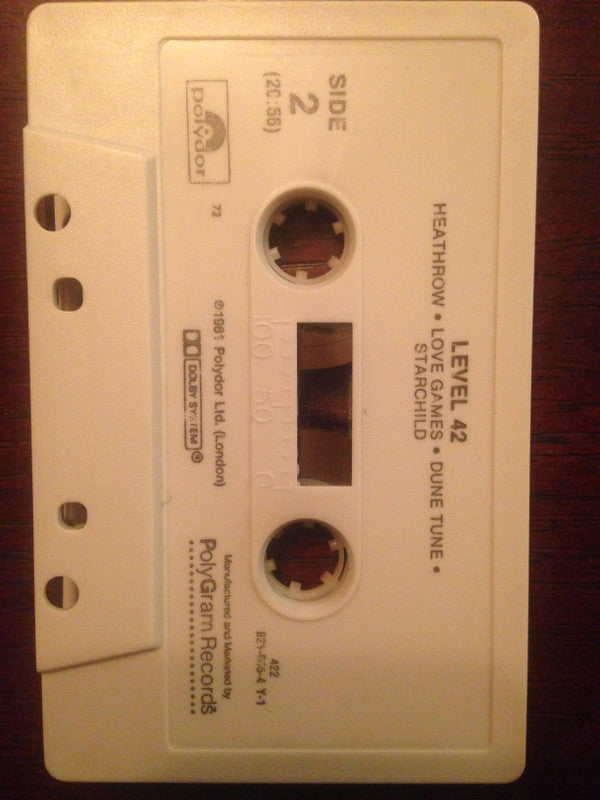 LEVEL 42
HEATHROW • LOVE GAMES • DUNE TUNE •
STARCHILD
SIDE
2
(20:56)
100 50 0
422
polydor
72
℗1981 Polydor Ltd. (London)
DOLBY SYSTEM®
Manufactured and Marketed by
PolyGram Records